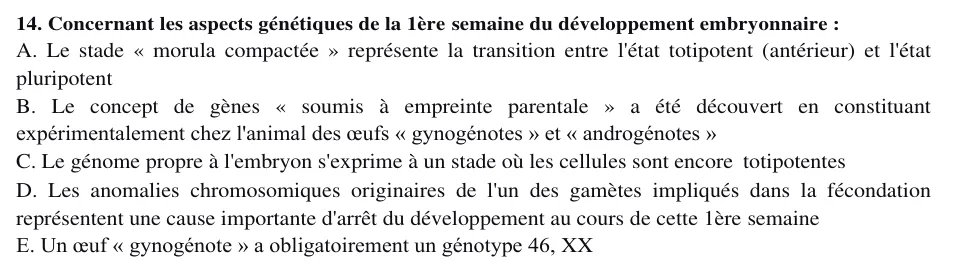 14. Concernant les aspects génétiques de la 1ère semaine du développement embryonnaire :
A. Le stade « morula compactée » représente la transition entre l'état totipotent (antérieur) et l'état
pluripotent
B. Le concept de gènes « soumis à empreinte parentale » a été découvert en constituant
expérimentalement chez l'animal des œufs « gynogénotes » et « androgénotes »
C. Le génome propre à l'embryon s'exprime à un stade où les cellules sont encore totipotentes
D. Les anomalies chromosomiques originaires de l'un des gamètes impliqués dans la fécondation
représentent une cause importante d'arrêt du développement au cours de cette 1ère semaine
E. Un œuf « gynogénote » a obligatoirement un génotype 46, XX